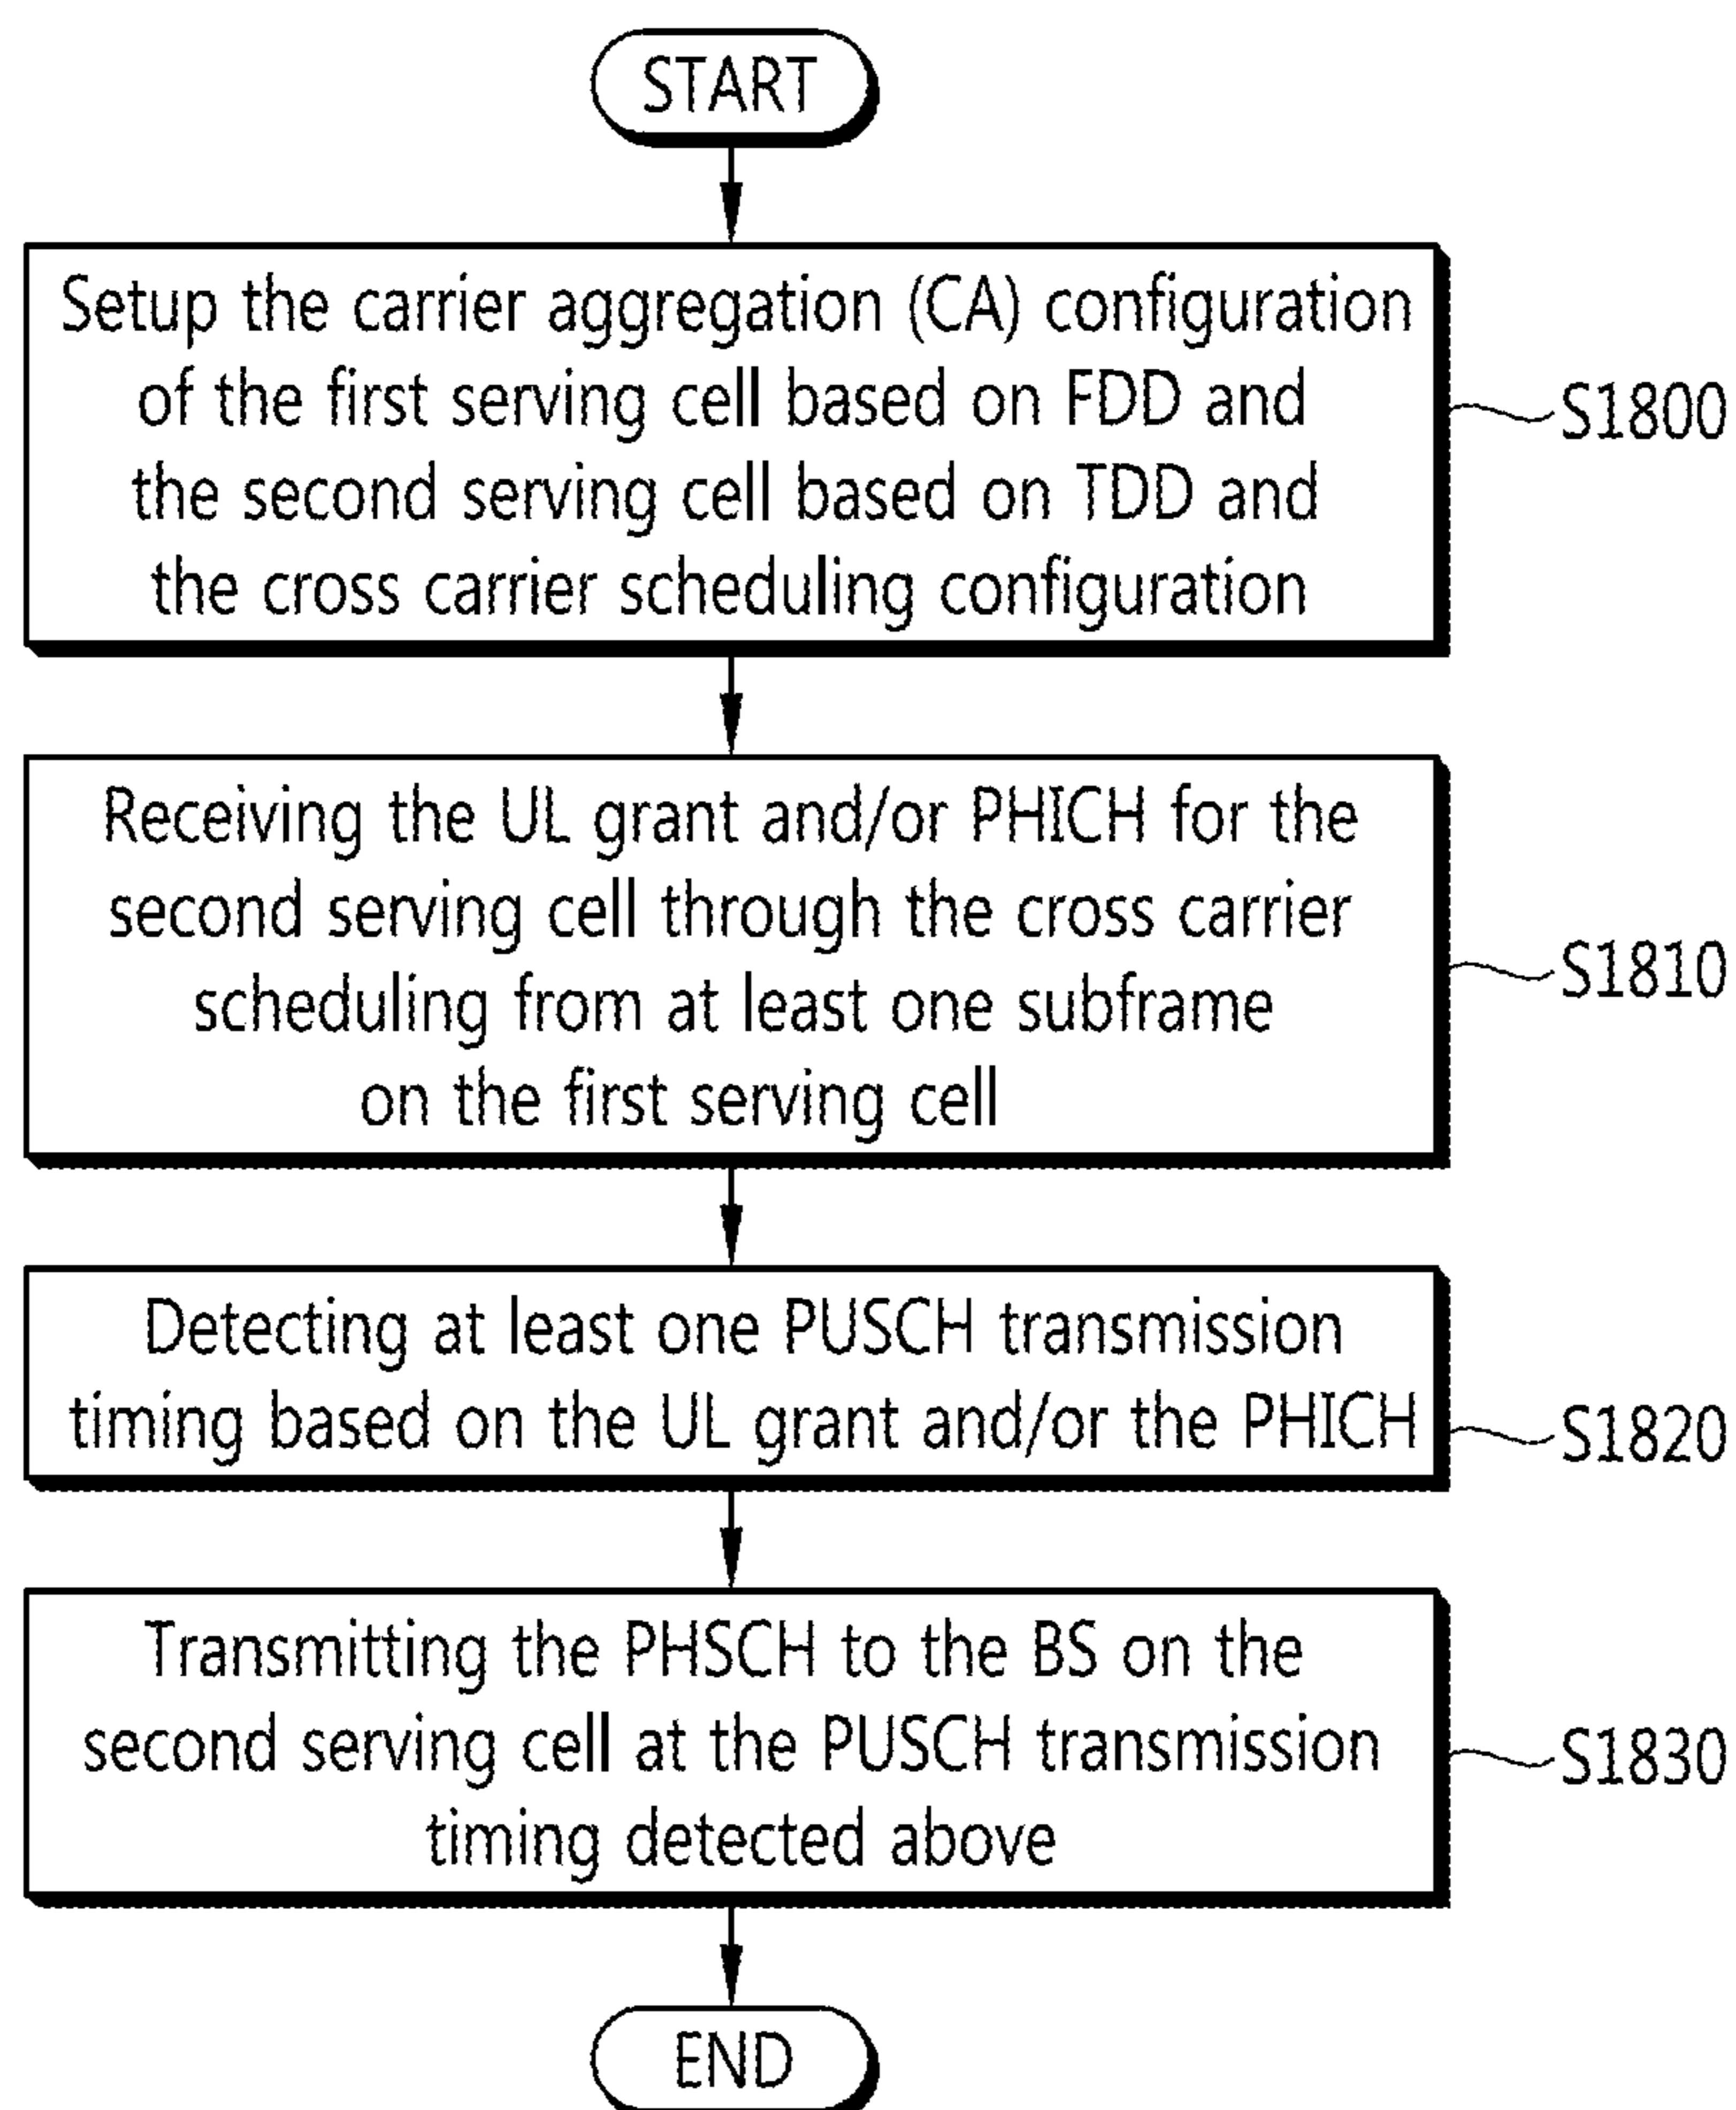 START
Setup the carrier aggregation (CA) configuration
of the first serving cell based on FDD and
the second serving cell based on TDD and
the cross carrier scheduling configuration
S1800
Receiving the UL grant and/or PHICH for the
second serving cell through the cross carrier
scheduling from at least one subframe
on the first serving cell
S1810
Detecting at least one PUSCH transmission
timing based on the UL grant and/or the PHICH
S1820
Transmitting the PHSCH to the BS on the
second serving cell at the PUSCH transmission
timing detected above
S1830
END